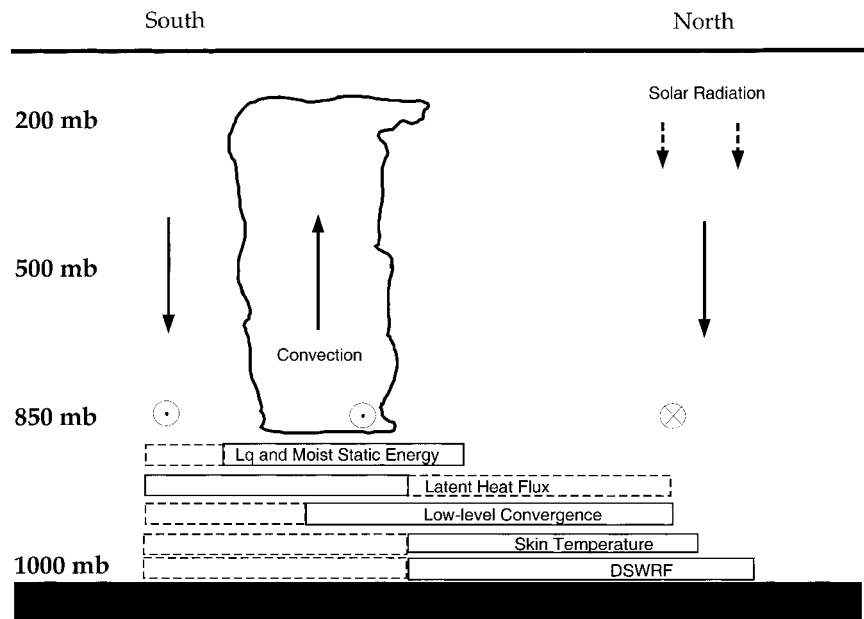 South
North
Solar Radiation
200 mb
500 mb
Convection
850 mb
Lq and Moist Static Energy
Latent Heat Flux
Low-level Convergence
Skin Temperature
1000 mb
DSWRF